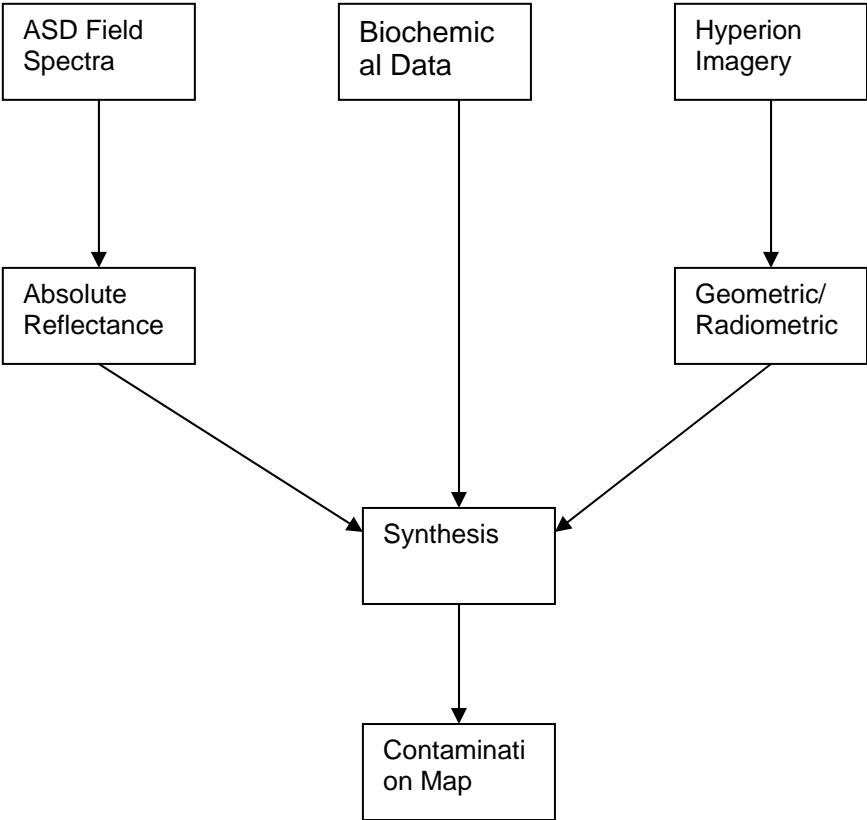 ASD Field
Spectra
Biochemic
al Data
Hyperion
Imagery
Absolute
Reflectance
Geometric/
Radiometric
Synthesis
Contaminati
on Map